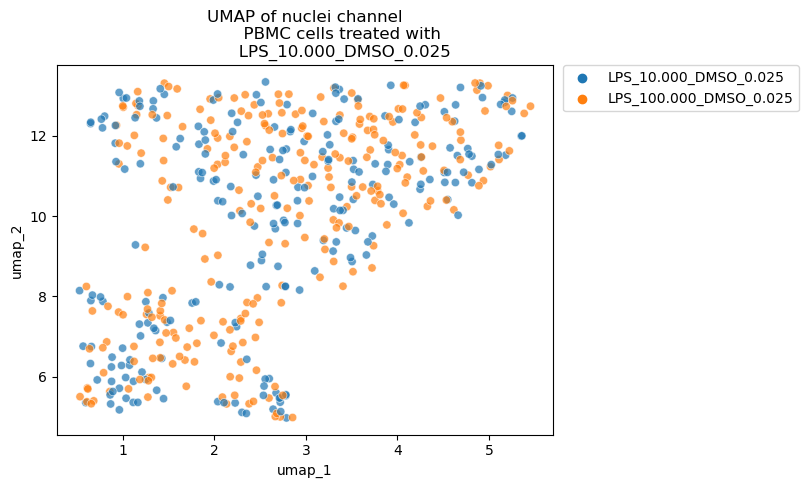 UMAP of nuclei channel
PBMC cells treated with
LPS_10.000_DMSO_0.025
LPS_10.000_DMSO_0.025
LPS_100.000_DMSO_0.025
umap_2
12
10
8
6
1
2
3
4
5
umap_1